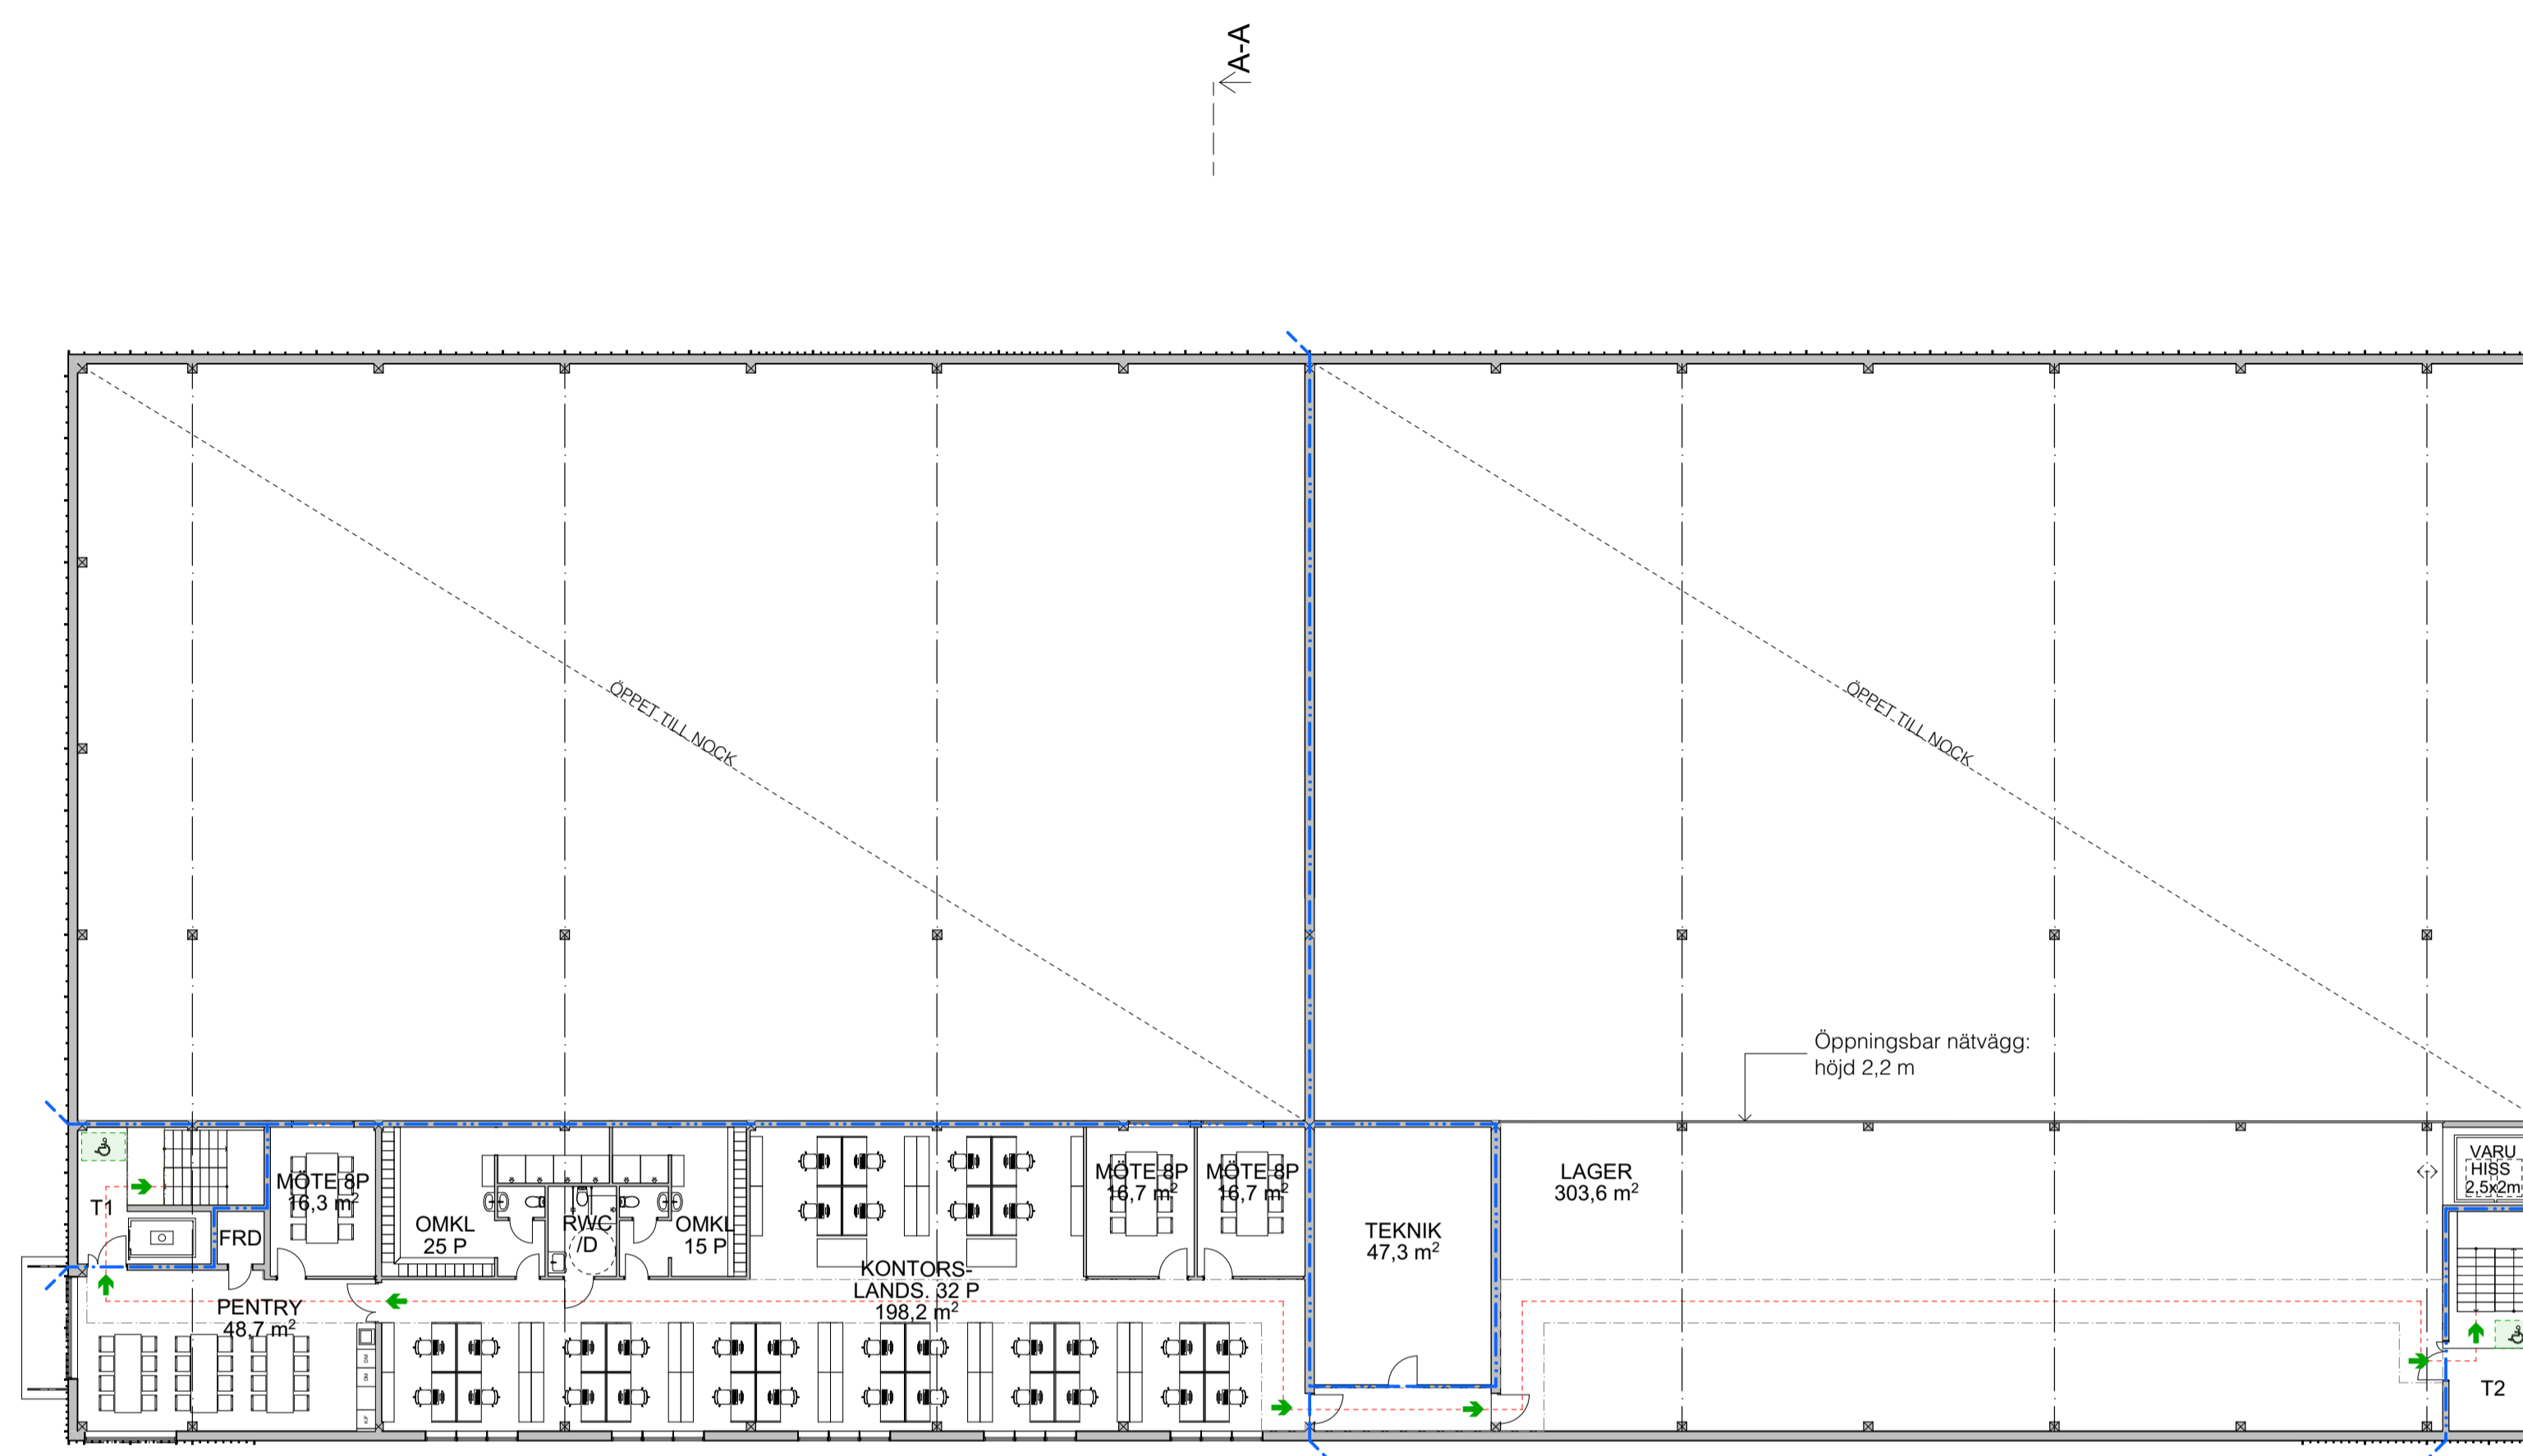 A-A
ÖPPET TILL NOCK
ÖPPET TILL NOCK
Öppningsbar nätvägg:
höjd 2,2 m
T1
FRD
MÖTE 8P
16,3 m²
OMKL
25 P
RWC
/D
OMKL
15 P
MÖTE 8P
16,7 m²
MÖTE 8P
16,7 m²
TEKNIK
47,3 m²
LAGER
303,6 m²
VARU
HISS
2,5x2m
PENTRY
48,7 m²
KONTORS-
LANDS. 32 P
198,2 m²
DM
DM
K/F
T2